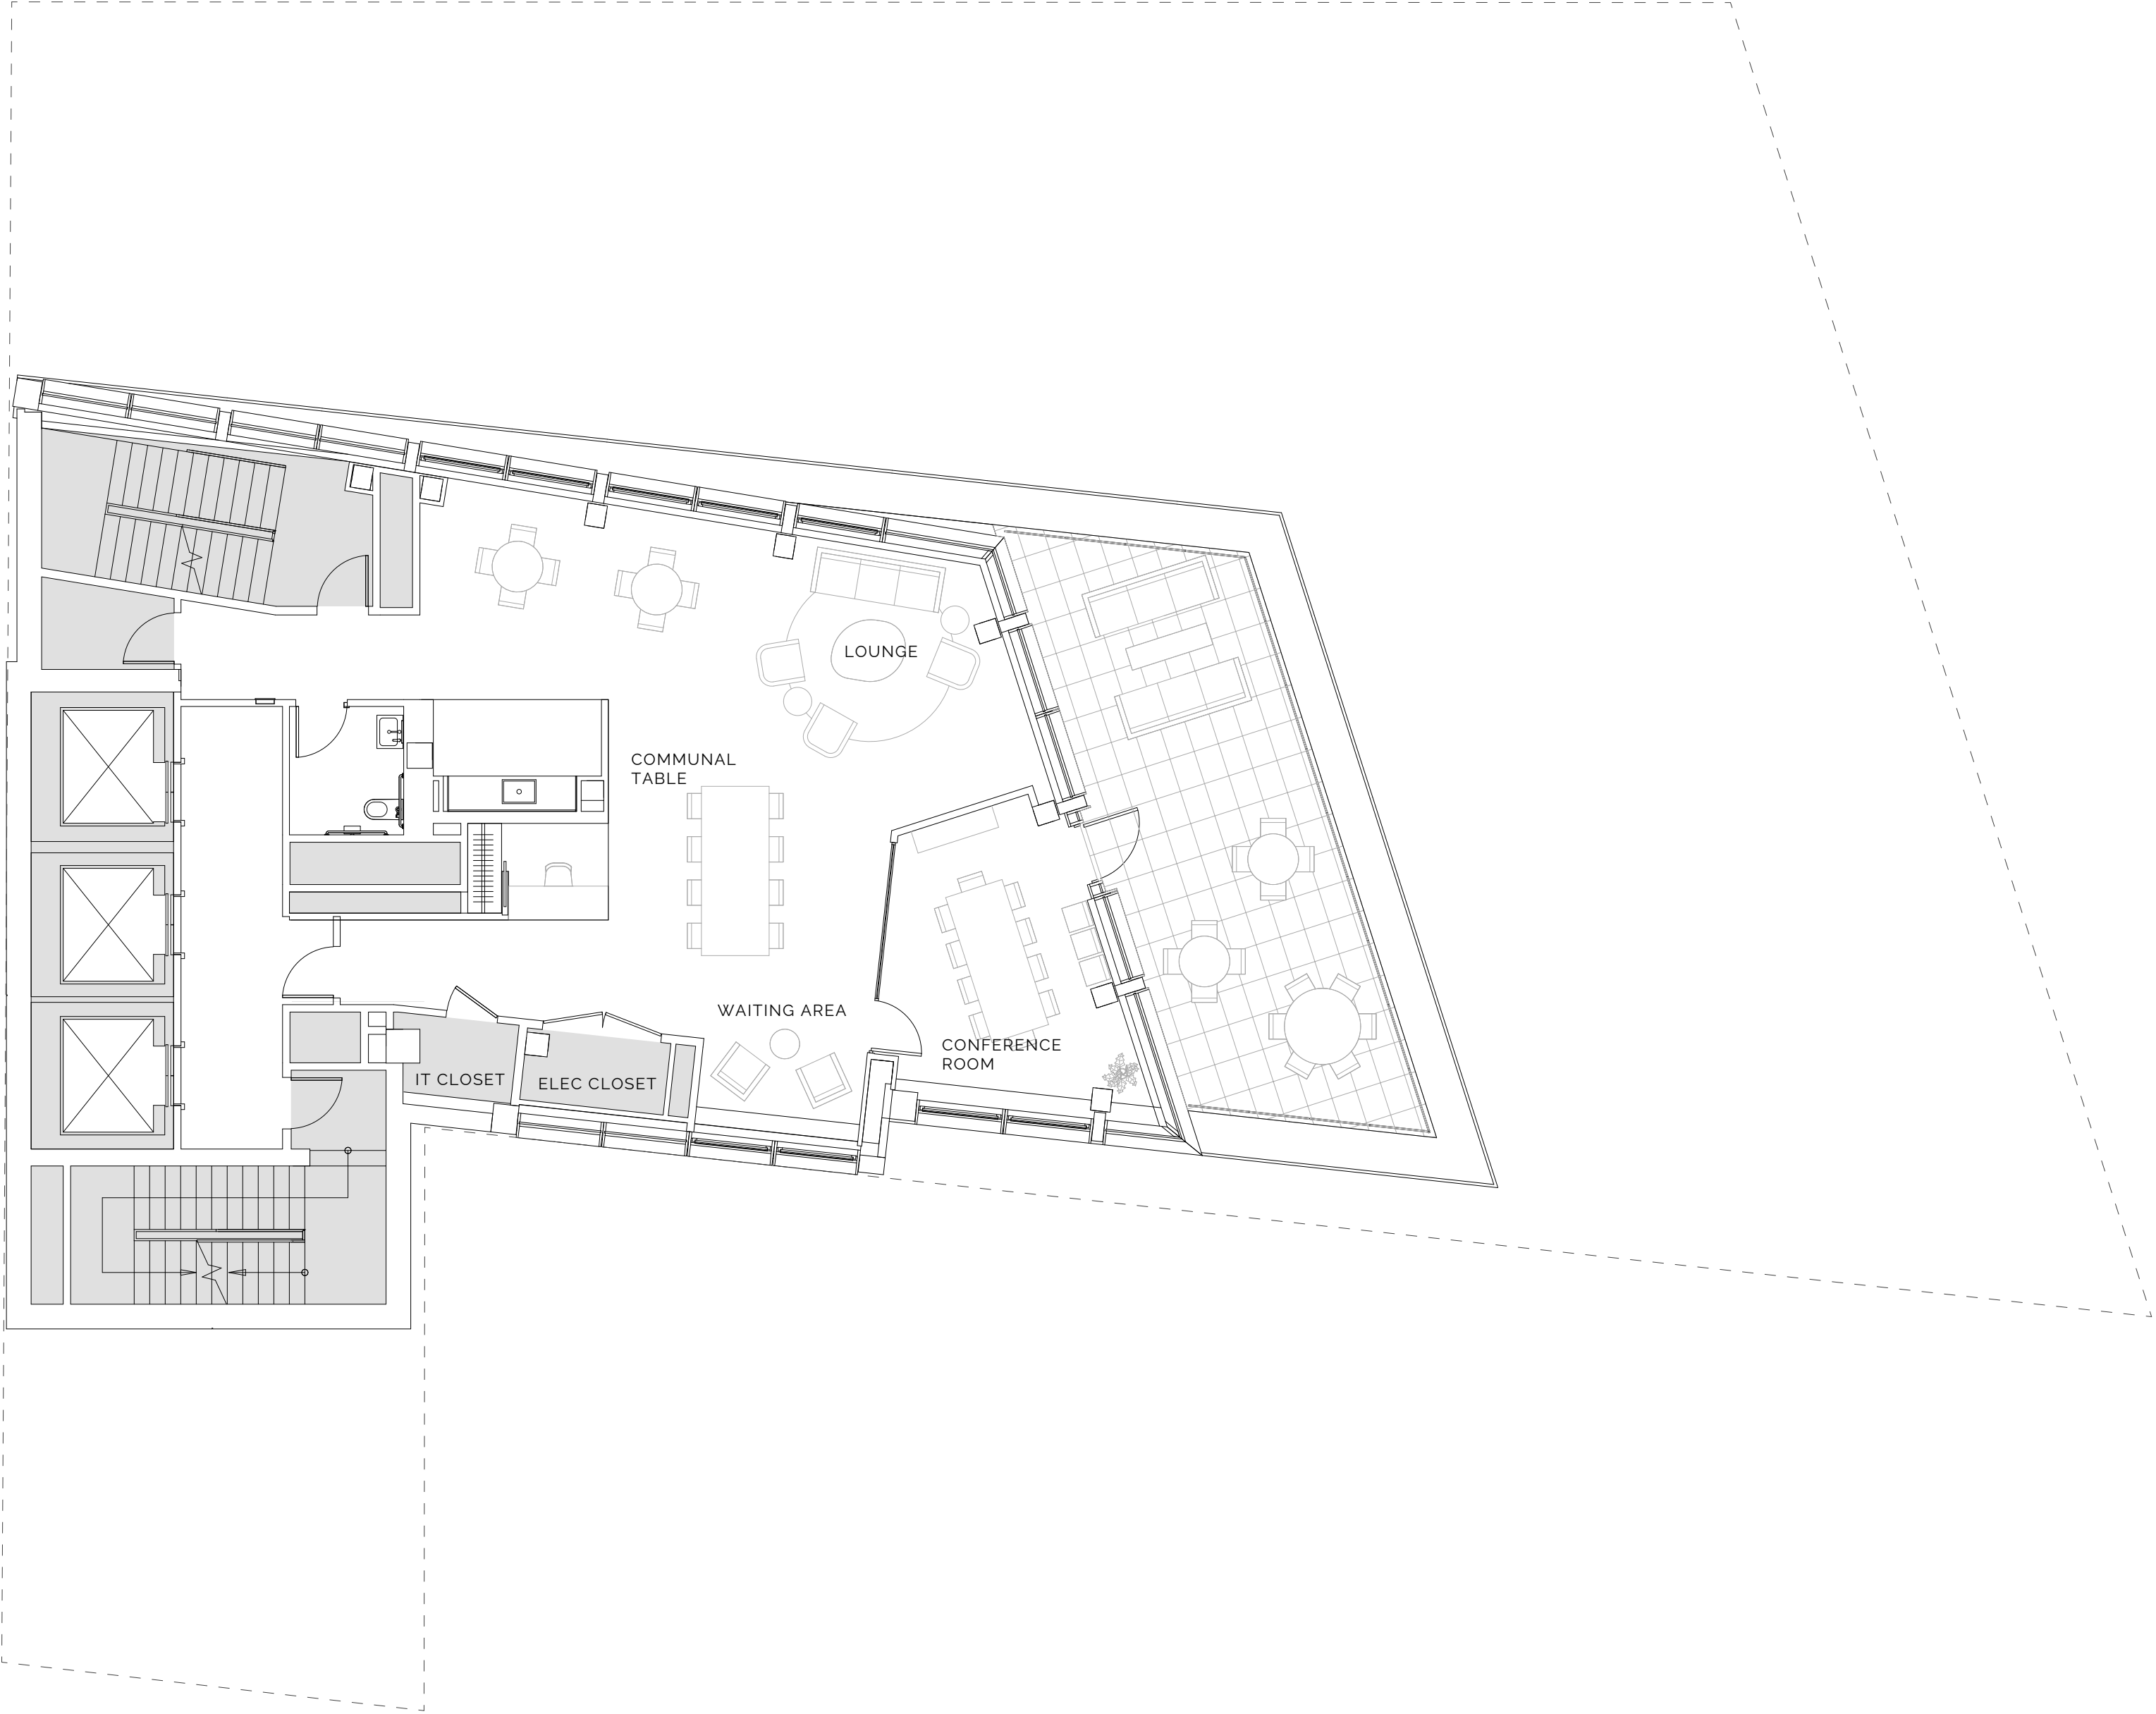 LOUNGE
COMMUNAL
TABLE
WAITING AREA
CONFERENCE
ROOM
IT CLOSET
ELEC CLOSET